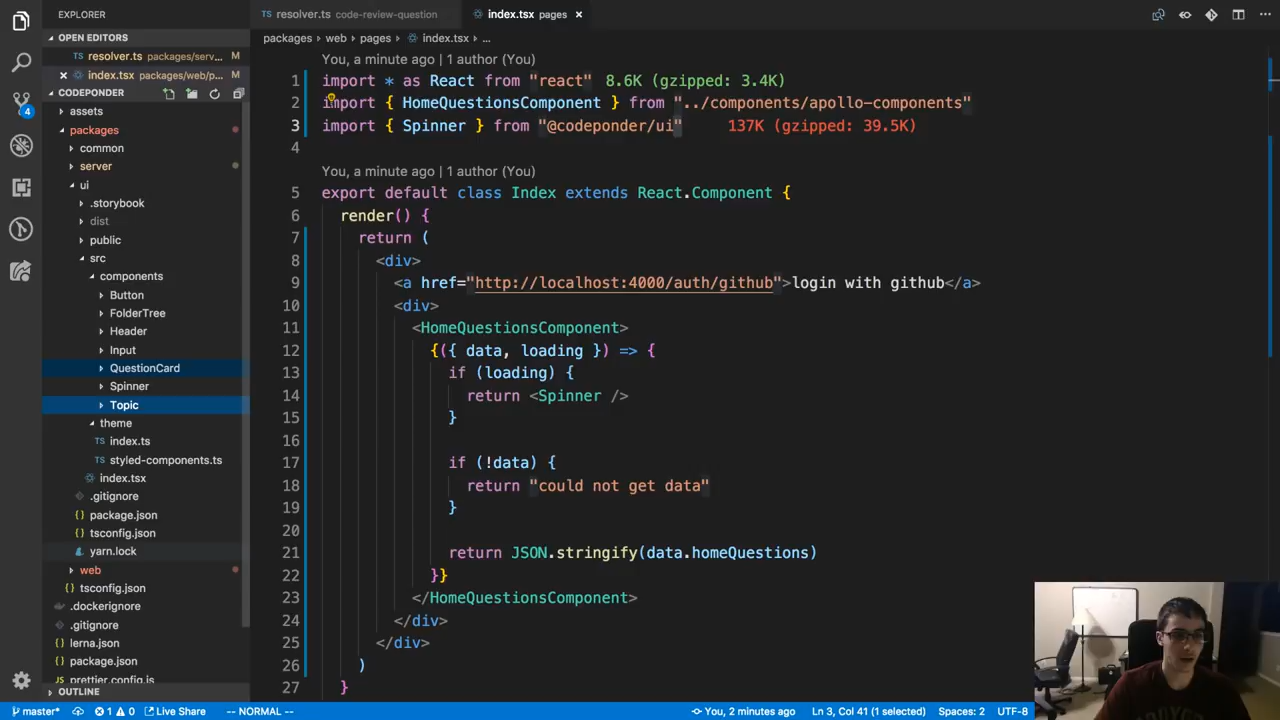 EXPLORER
OPEN EDITORS
resolver.ts packages/serv... M
index.tsx packages/web/p... M
CODEPONDER
assets
packages
common
server
ui
.storybook
dist
public
src
components
Button
FolderTree
Header
Input
QuestionCard
Spinner
Topic
theme
index.ts
styled-components.ts
index.tsx
.gitignore
package.json
tsconfig.json
yarn.lock
web
tsconfig.json
.dockerignore
.gitignore
lerna.json
package.json
prettier.config.js
OUTLINE
4
TS
TS
TS
TS
resolver.ts code-review-question
TS
index.tsx pages
packages web pages index.tsx ...
You, a minute ago | 1 author (You)
1 import * as React from "react" 8.6K (gzipped: 3.4K)
2 import { HomeQuestionsComponent } from "../components/apollo-components"
3 import { Spinner } from "@codeponder/ui" 137K (gzipped: 39.5K)
4
You, a minute ago | 1 author (You)
5 export default class Index extends React.Component {
6 render() {
7 return (
8 <div>
9 <a href="http://localhost:4000/auth/github">login with github</a>
10 <div>
11 <HomeQuestionsComponent>
12 {({ data, loading }) => {
13 if (loading) {
14 return <Spinner />
15 }
16
17 if (!data) {
18 return "could not get data"
19 }
20
21 return JSON.stringify(data.homeQuestions)
22 }}
23 </HomeQuestionsComponent>
24 </div>
25 </div>
26 )
27 }
master* 1 0 Live Share -- NORMAL -- You, 2 minutes ago Ln 3, Col 41 (1 selected) Spaces: 2 UTF-8